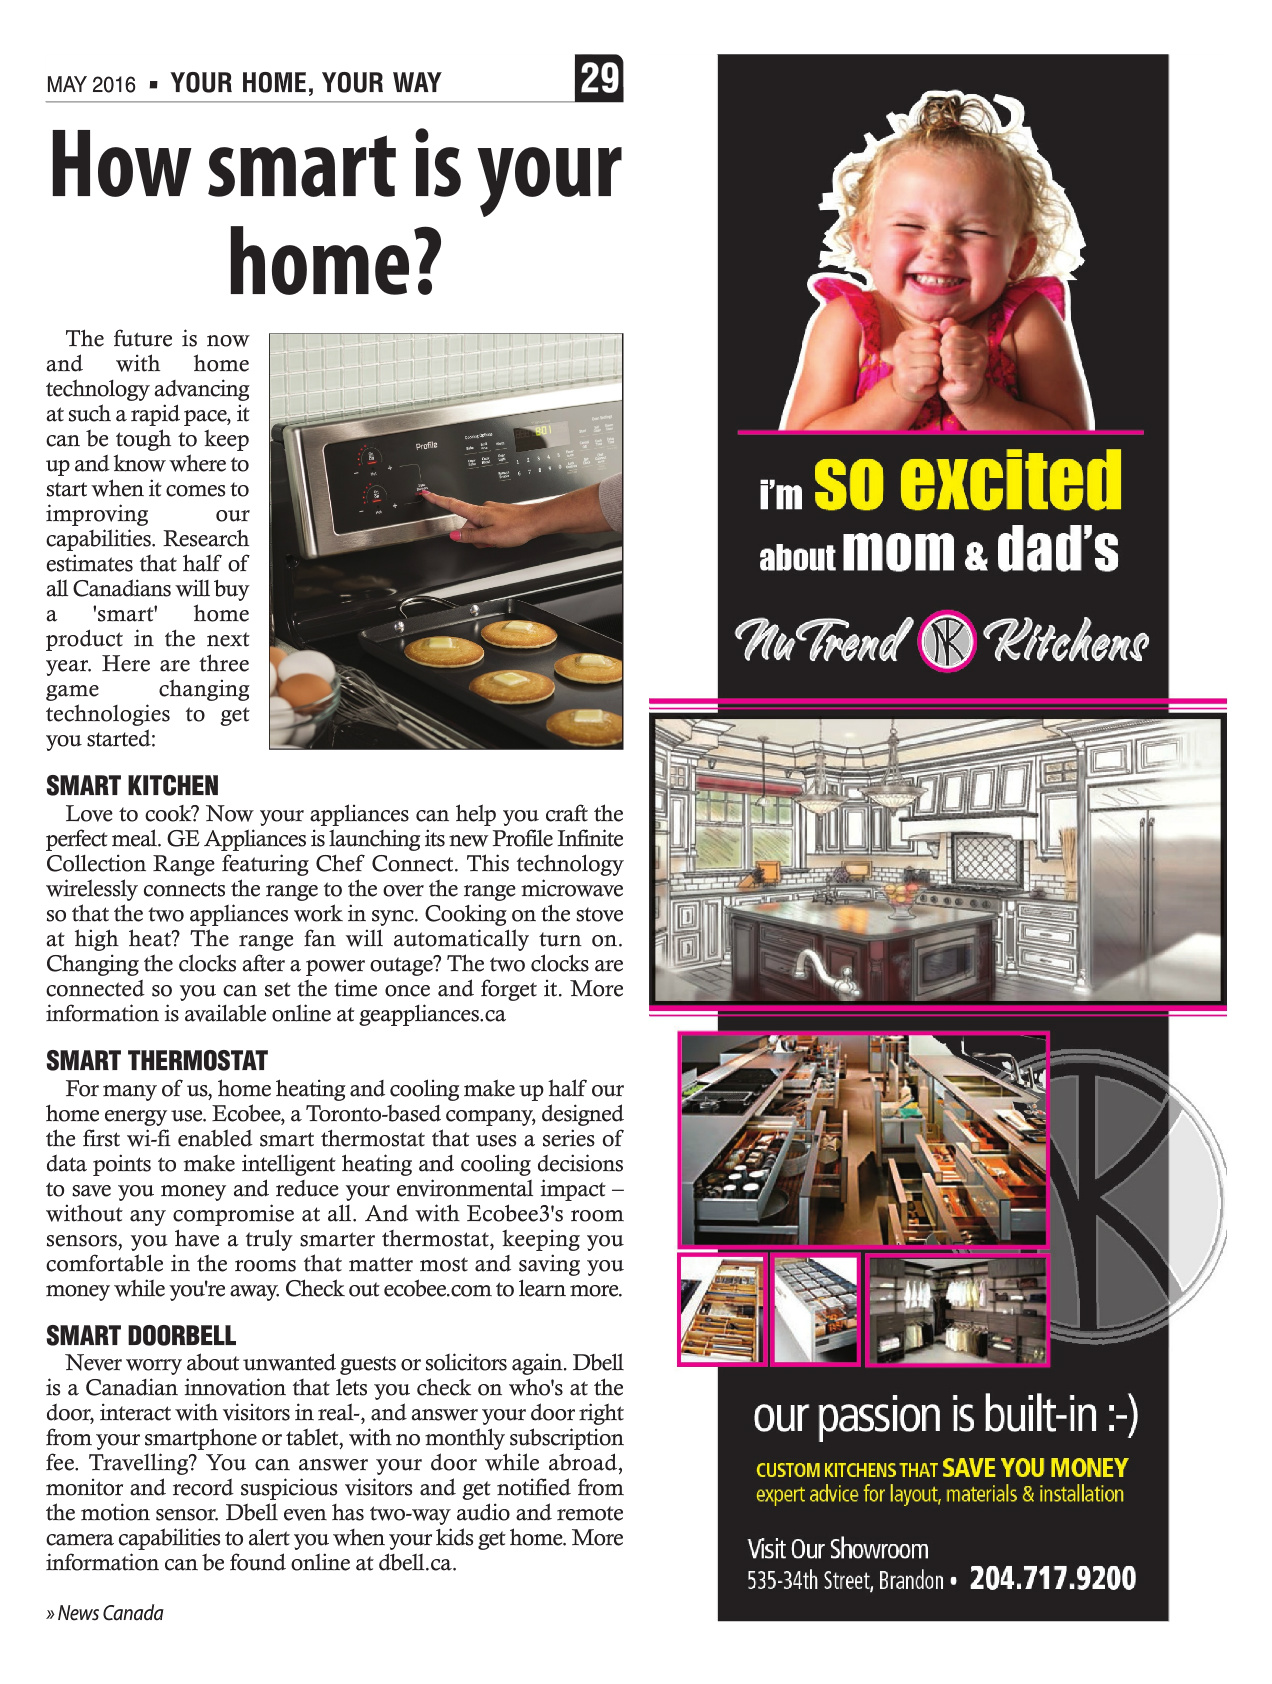 MAY 2016 ▪ YOUR HOME, YOUR WAY
29
How smart is your
home?
The future is now
and with home
technology advancing
at such a rapid pace, it
can be tough to keep
up and know where to
start when it comes to
improving our
capabilities. Research
estimates that half of
all Canadians will buy
a 'smart' home
product in the next
year. Here are three
game changing
technologies to get
you started:
Profile
Cooking Options
801
SMART KITCHEN
Love to cook? Now your appliances can help you craft the
perfect meal. GE Appliances is launching its new Profile Infinite
Collection Range featuring Chef Connect. This technology
wirelessly connects the range to the over the range microwave
so that the two appliances work in sync. Cooking on the stove
at high heat? The range fan will automatically turn on.
Changing the clocks after a power outage? The two clocks are
connected so you can set the time once and forget it. More
information is available online at geappliances.ca
SMART THERMOSTAT
For many of us, home heating and cooling make up half our
home energy use. Ecobee, a Toronto-based company, designed
the first wi-fi enabled smart thermostat that uses a series of
data points to make intelligent heating and cooling decisions
to save you money and reduce your environmental impact –
without any compromise at all. And with Ecobee3's room
sensors, you have a truly smarter thermostat, keeping you
comfortable in the rooms that matter most and saving you
money while you're away. Check out ecobee.com to learn more.
SMART DOORBELL
Never worry about unwanted guests or solicitors again. Dbell
is a Canadian innovation that lets you check on who's at the
door, interact with visitors in real-, and answer your door right
from your smartphone or tablet, with no monthly subscription
fee. Travelling? You can answer your door while abroad,
monitor and record suspicious visitors and get notified from
the motion sensor. Dbell even has two-way audio and remote
camera capabilities to alert you when your kids get home. More
information can be found online at dbell.ca.
» News Canada
i'm so excited
about mom & dad's
NuTrend NK Kitchens
NK
our passion is built-in :-)
CUSTOM KITCHENS THAT SAVE YOU MONEY
expert advice for layout, materials & installation
Visit Our Showroom
535-34th Street, Brandon • 204.717.9200